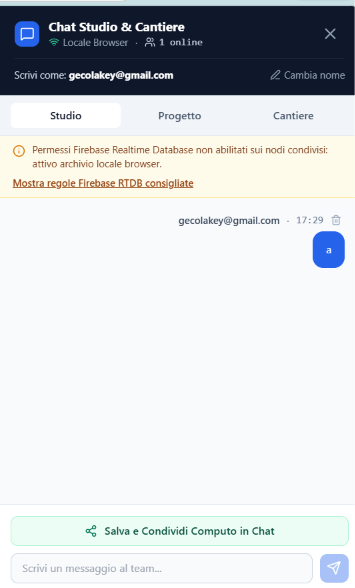 Chat Studio & Cantiere
Locale Browser • 1 online
Scrivi come: gecolakey@gmail.com
Cambia nome
Studio
Progetto
Cantiere
Permessi Firebase Realtime Database non abilitati sui nodi condivisi:
attivo archivio locale browser.
Mostra regole Firebase RTDB consigliate
gecolakey@gmail.com • 17:29
a
Salva e Condividi Computo in Chat
Scrivi un messaggio al team...